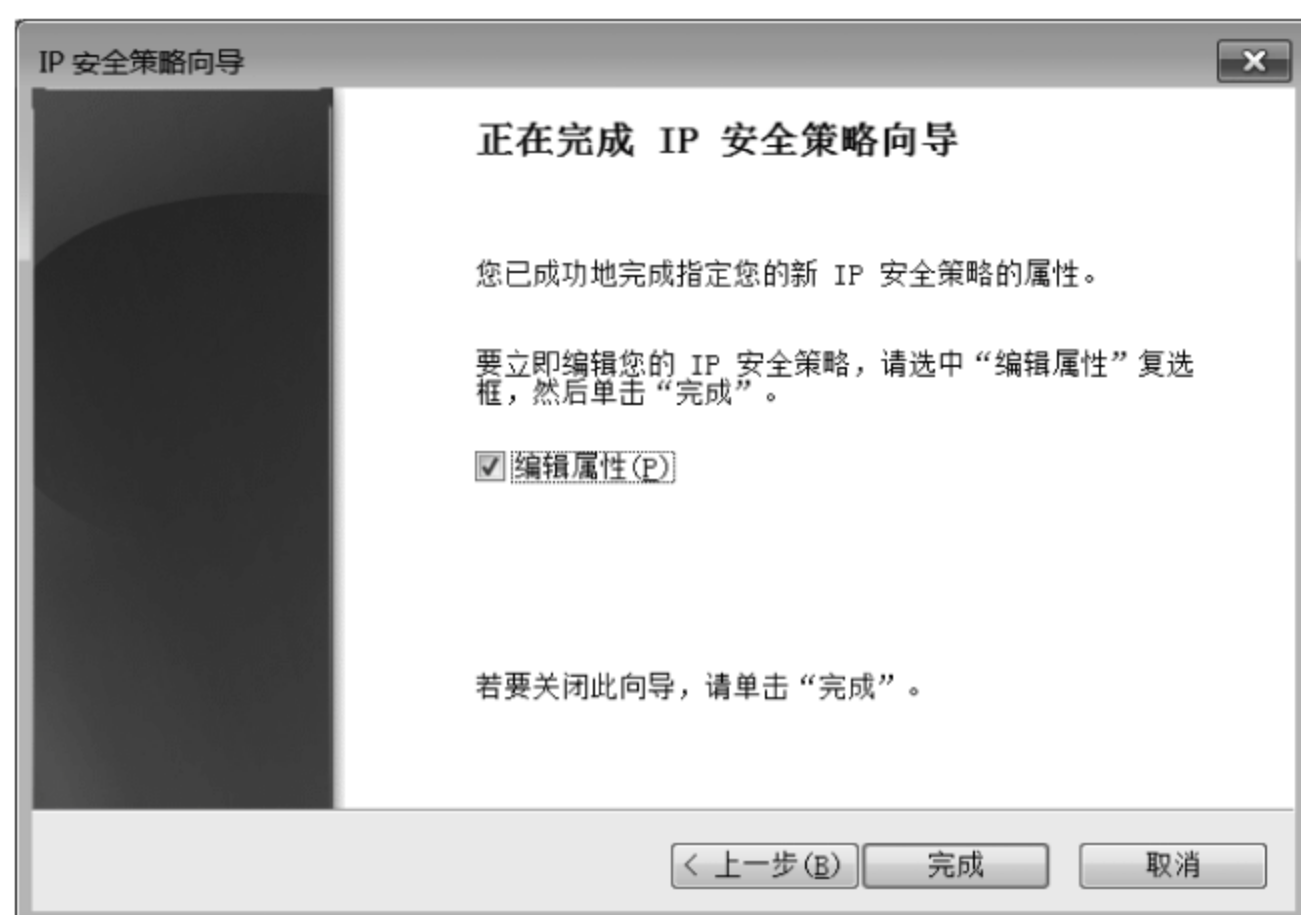 IP 安全策略向导
正在完成 IP 安全策略向导
您已成功地完成指定您的新 IP 安全策略的属性。
要立即编辑您的 IP 安全策略，请选中“编辑属性”复选
框，然后单击“完成”。
编辑属性(P)
若要关闭此向导，请单击“完成”。
< 上一步(B) 完成 取消